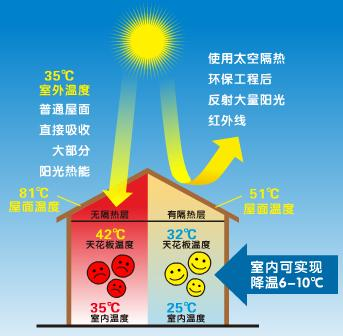 35℃
室外温度
普通屋面
直接吸收
大部分
阳光热能
使用太空隔热
环保工程后
反射大量阳光
红外线
81℃
屋面温度
51℃
屋面温度
无隔热层
有隔热层
42℃
天花板温度
32℃
天花板温度
室内可实现
降温6-10℃
35℃
室内温度
25℃
室内温度